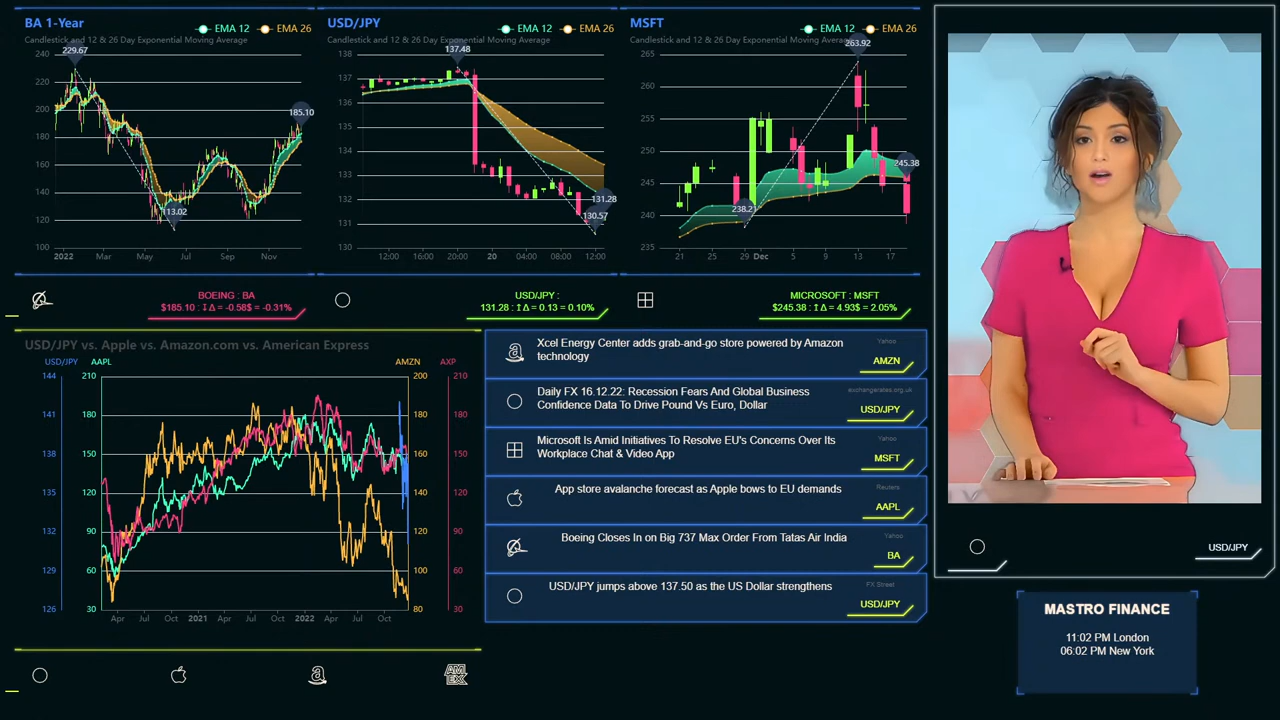 BA 1-Year
EMA 12
EMA 26
Candlestick and 12 & 26 Day Exponential Moving Average
240
220
200
180
160
140
120
100
229.67
185.10
113.02
2022
Mar
May
Jul
Sep
Nov
USD/JPY
EMA 12
EMA 26
Candlestick and 12 & 26 Day Exponential Moving Average
138
137
136
135
134
133
132
131
130
137.48
131.28
130.57
12:00
16:00
20:00
20
04:00
08:00
12:00
MSFT
EMA 12
EMA 26
Candlestick and 12 & 26 Day Exponential Moving Average
265
260
255
250
245
240
235
263.92
245.38
238.21
21
25
29
Dec
5
9
13
17
BOEING : BA
$185.10 : ↕ Δ = -0.58$ = -0.31%
USD/JPY :
131.28 : ↕ Δ = 0.13 = 0.10%
MICROSOFT : MSFT
$245.38 : ↕ Δ = 4.93$ = 2.05%
USD/JPY vs. Apple vs. Amazon.com vs. American Express
USD/JPY
AAPL
AMZN
AXP
144
141
138
135
132
129
126
210
180
150
120
90
60
30
200
180
160
140
120
100
80
210
180
150
120
90
60
30
Apr
Jul
Oct
2021
Apr
Jul
Oct
2022
Apr
Jul
Oct
AM
EX
Xcel Energy Center adds grab-and-go store powered by Amazon
technology
Yahoo
AMZN
Daily FX 16.12.22: Recession Fears And Global Business
Confidence Data To Drive Pound Vs Euro, Dollar
exchangerates.org.uk
USD/JPY
Microsoft Is Amid Initiatives To Resolve EU's Concerns Over Its
Workplace Chat & Video App
Yahoo
MSFT
App store avalanche forecast as Apple bows to EU demands
Reuters
AAPL
Boeing Closes In on Big 737 Max Order From Tatas Air India
Yahoo
BA
USD/JPY jumps above 137.50 as the US Dollar strengthens
FX Street
USD/JPY
USD/JPY
MASTRO FINANCE
11:02 PM London
06:02 PM New York